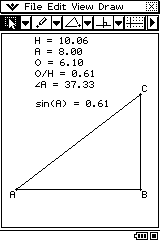 File Edit View Draw
H = 10.06
A = 8.00
O = 6.10
O/H = 0.61
∠A = 37.33
sin(A) = 0.61
C
A
B